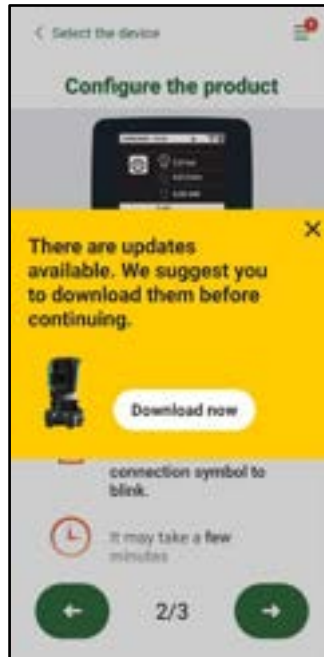 Select the device
Configure the product
There are updates
available. We suggest you
to download them before
continuing.
Download now
connection symbol to
blink.
It may take a few
minutes
2/3